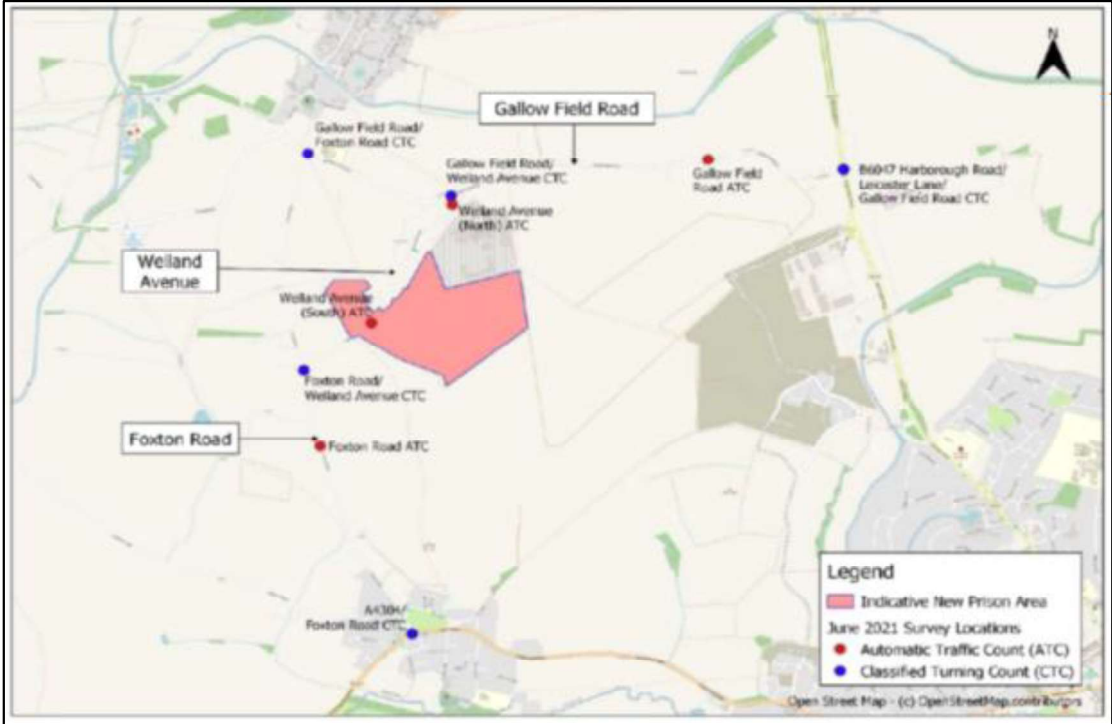 N
Gallow Field Road
Gallow Field Road/
Foxton Road CTC
Gallow Field Road/
Welland Avenue CTC
Welland Avenue
(North) ATC
Gallow Field
Road ATC
B6047 Harborough Road/
Leicester Lane/
Gallow Field Road CTC
Welland
Avenue
Welland Avenue
(South) ATC
Foxton Road/
Welland Avenue CTC
Foxton Road
Foxton Road ATC
A4304/
Foxton Road CTC
Legend
Indicative New Prison Area
June 2021 Survey Locations
Automatic Traffic Count (ATC)
Classified Turning Count (CTC)
Open Street Map - (c) OpenStreetMap contributors